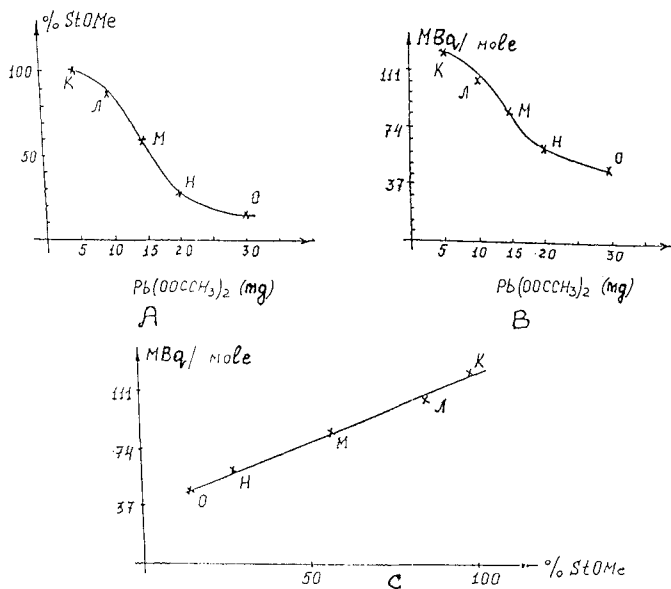 % StOMe
100
50
К
Л
М
Н
О
5 10 15 20 30
Pb(OOCCH₃)₂ (mg)
A
MBq/ mole
111
74
37
К
Л
М
Н
О
5 10 15 20 30
Pb(OOCCH₃)₂ (mg)
B
MBq/ mole
111
74
37
К
Л
М
Н
О
50 100 % StOMe
C